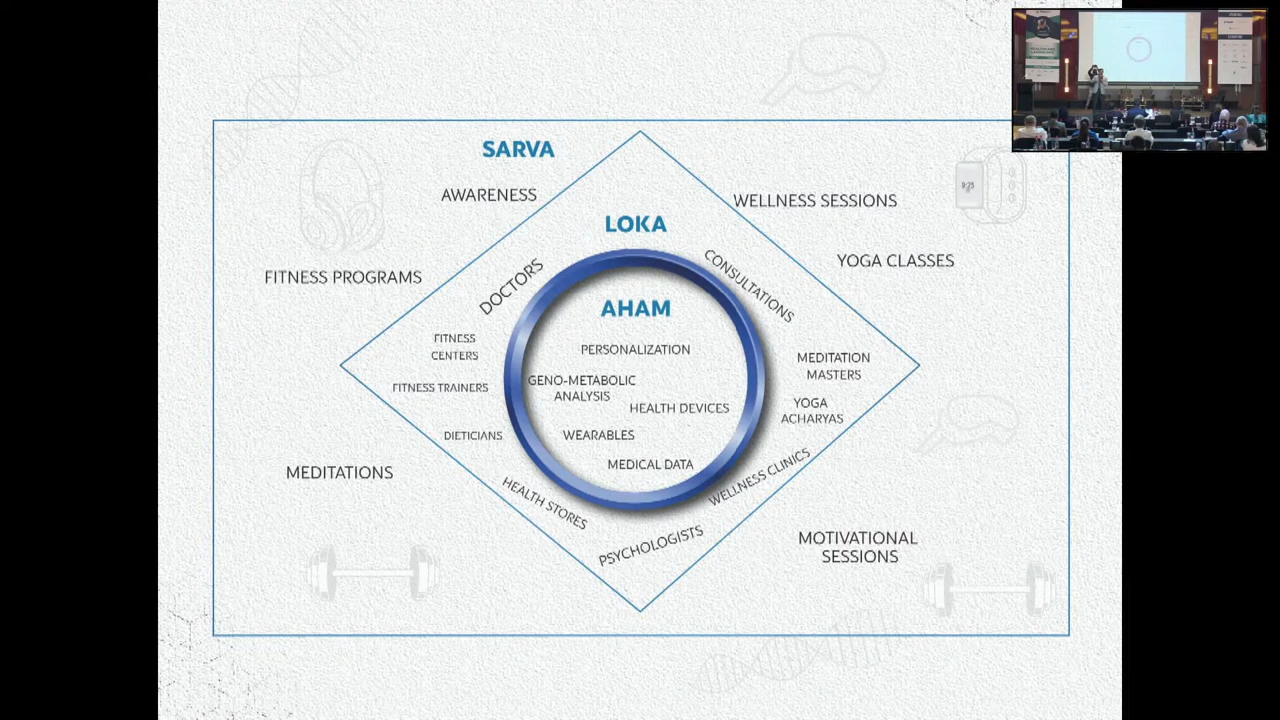 SARVA
AWARENESS
WELLNESS SESSIONS
LOKA
YOGA CLASSES
FITNESS PROGRAMS
DOCTORS
CONSULTATIONS
AHAM
FITNESS
CENTERS
PERSONALIZATION
MEDITATION
MASTERS
FITNESS TRAINERS
GENO-METABOLIC
ANALYSIS
HEALTH DEVICES
YOGA
ACHARYAS
DIETICIANS
WEARABLES
MEDICAL DATA
MEDITATIONS
HEALTH STORES
WELLNESS CLINICS
PSYCHOLOGISTS
MOTIVATIONAL
SESSIONS